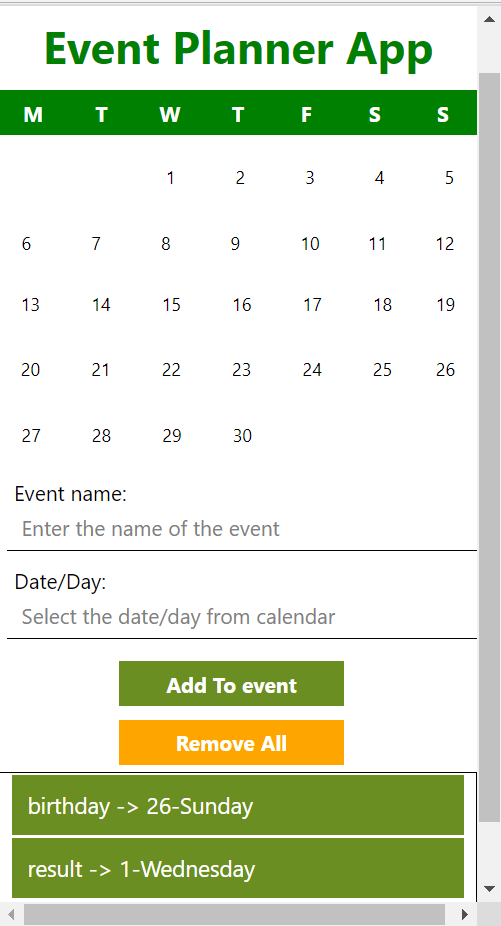 Event Planner App
M T W T F S S
1 2 3 4 5
6 7 8 9 10 11 12
13 14 15 16 17 18 19
20 21 22 23 24 25 26
27 28 29 30
Event name:
Enter the name of the event
Date/Day:
Select the date/day from calendar
Add To event
Remove All
birthday -> 26-Sunday
result -> 1-Wednesday